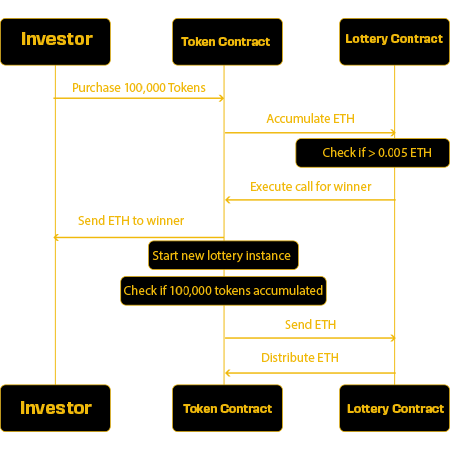 Investor
Token Contract
Lottery Contract
Purchase 100,000 Tokens
Accumulate ETH
Check if > 0.005 ETH
Execute call for winner
Send ETH to winner
Start new lottery instance
Check if 100,000 tokens accumulated
Send ETH
Distribute ETH
Investor
Token Contract
Lottery Contract